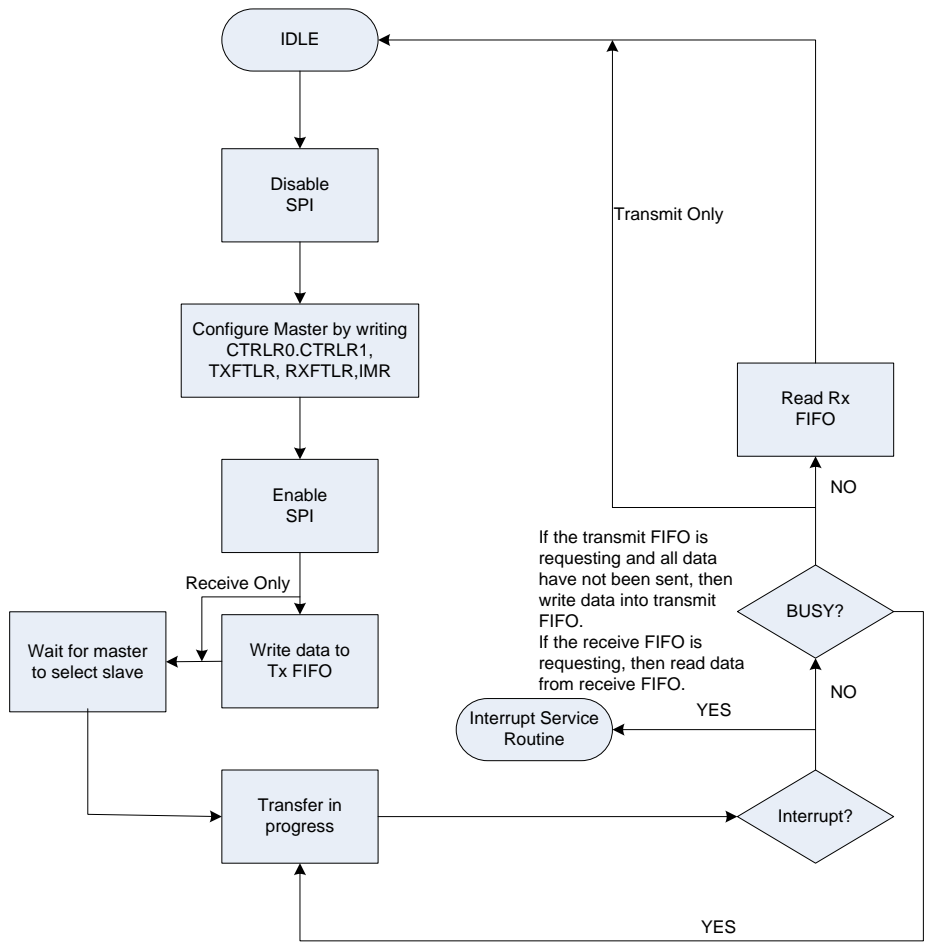 IDLE
Disable
SPI
Transmit Only
Configure Master by writing
CTRLR0.CTRLR1,
TXFTLR, RXFTLR,IMR
Read Rx
FIFO
Enable
SPI
NO
If the transmit FIFO is
requesting and all data
have not been sent, then
write data into transmit
FIFO.
If the receive FIFO is
requesting, then read data
from receive FIFO.
Receive Only
BUSY?
Wait for master
to select slave
Write data to
Tx FIFO
NO
YES
Interrupt Service
Routine
Transfer in
progress
Interrupt?
YES